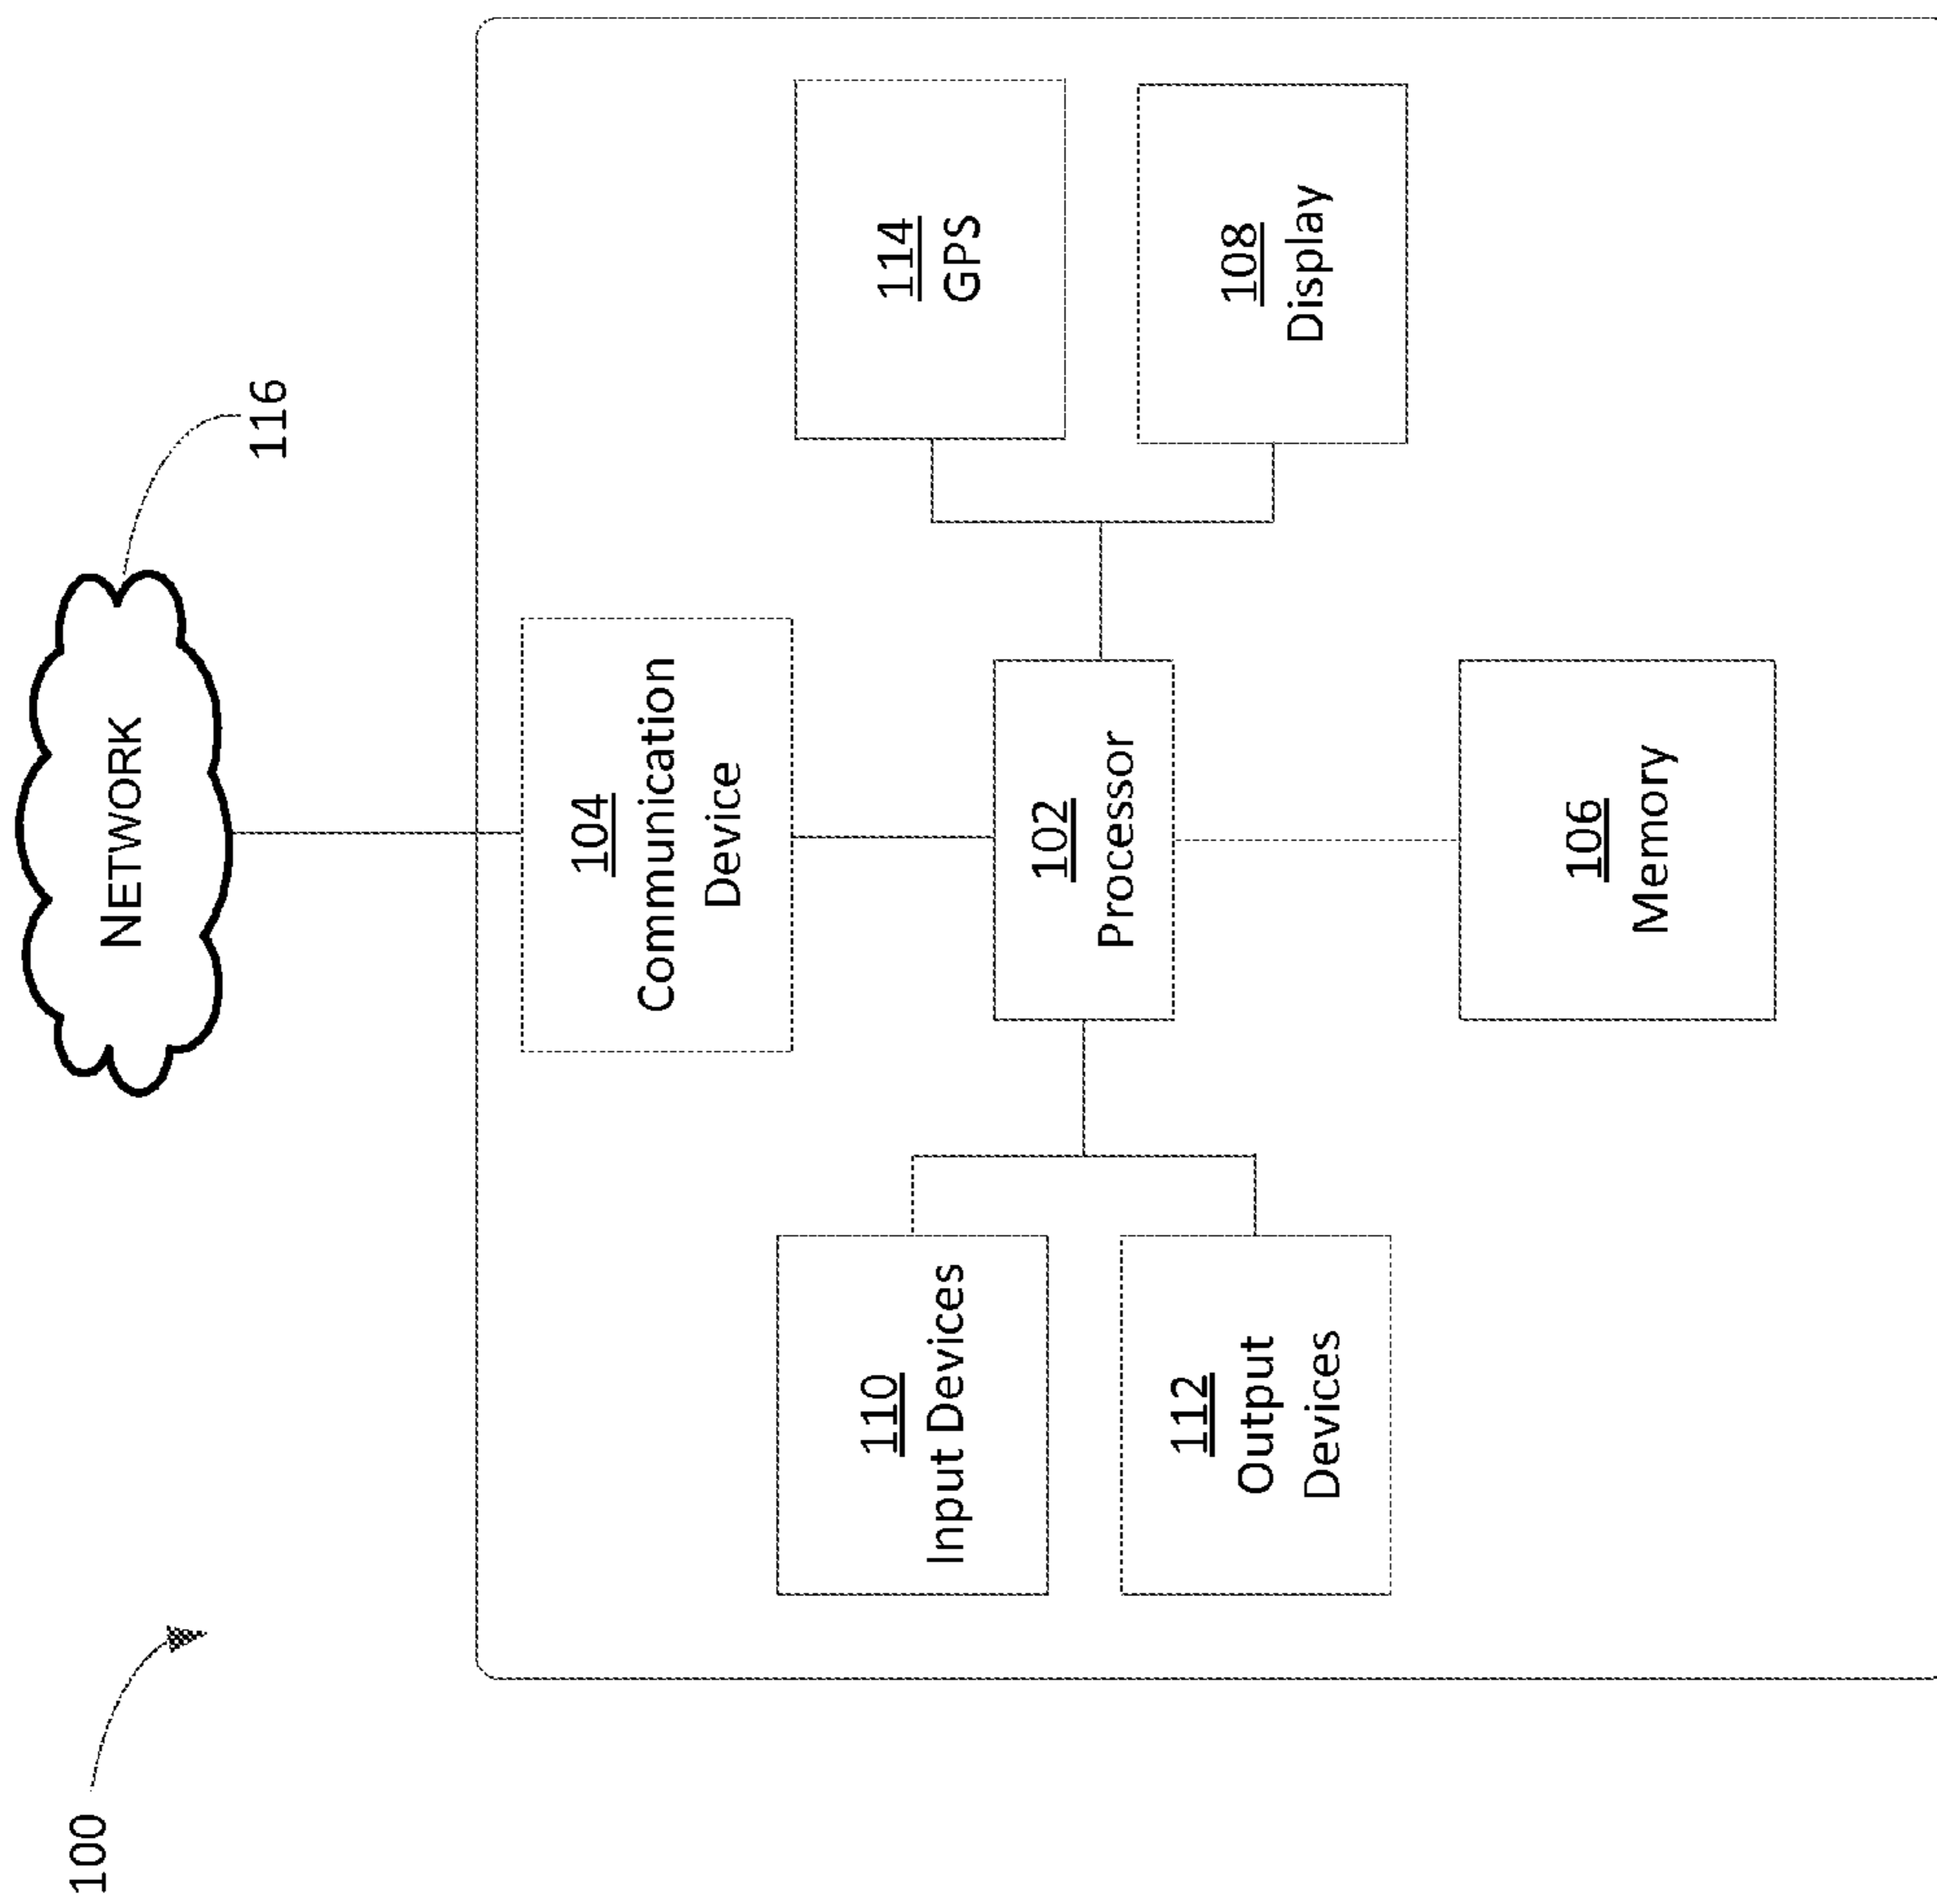 100
NETWORK
116
104
Communication
Device
110
Input Devices
102
Processor
114
GPS
112
Output
Devices
108
Display
106
Memory